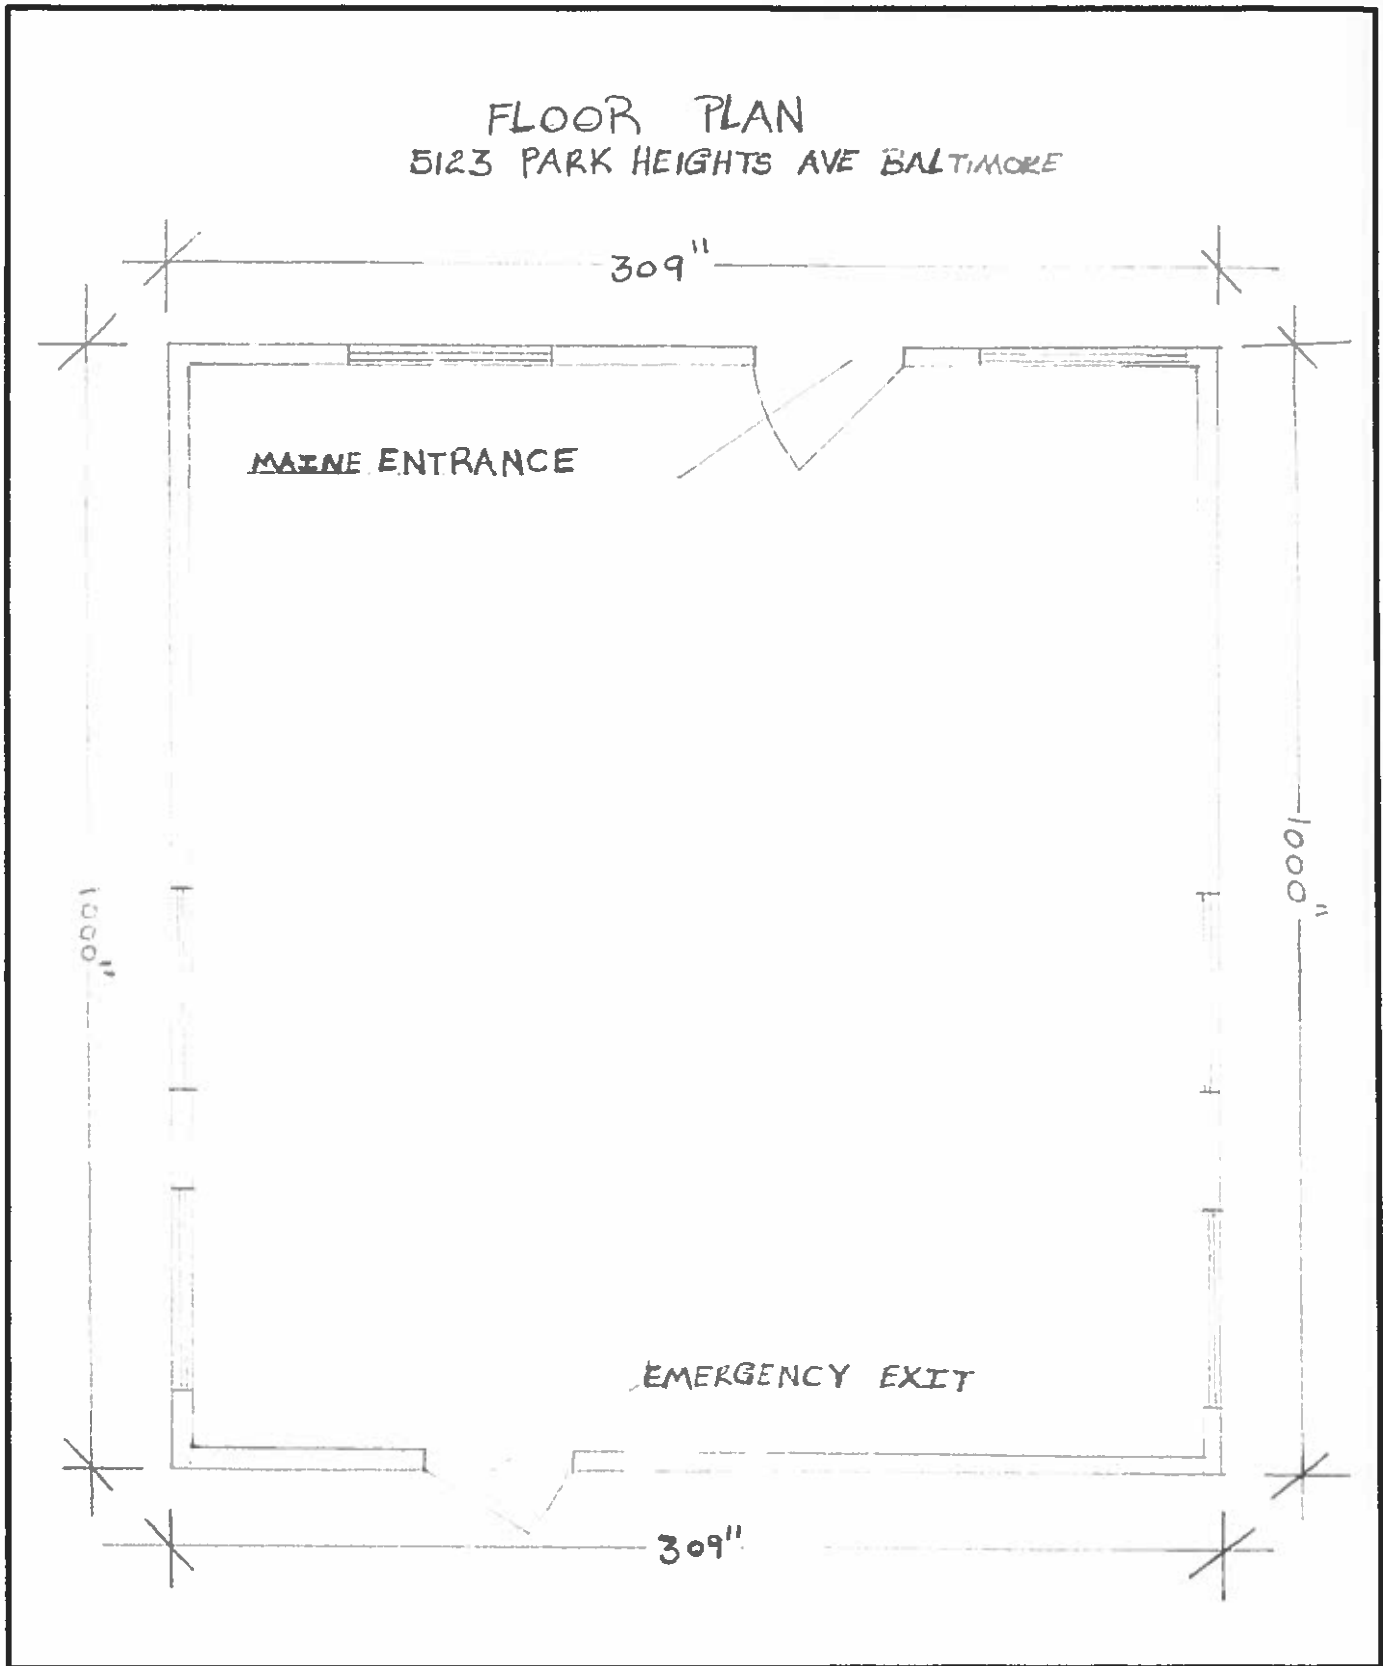 FLOOR PLAN
5123 PARK HEIGHTS AVE BALTIMORE
309"
MAINE ENTRANCE
1000"
1000"
EMERGENCY EXIT
309"